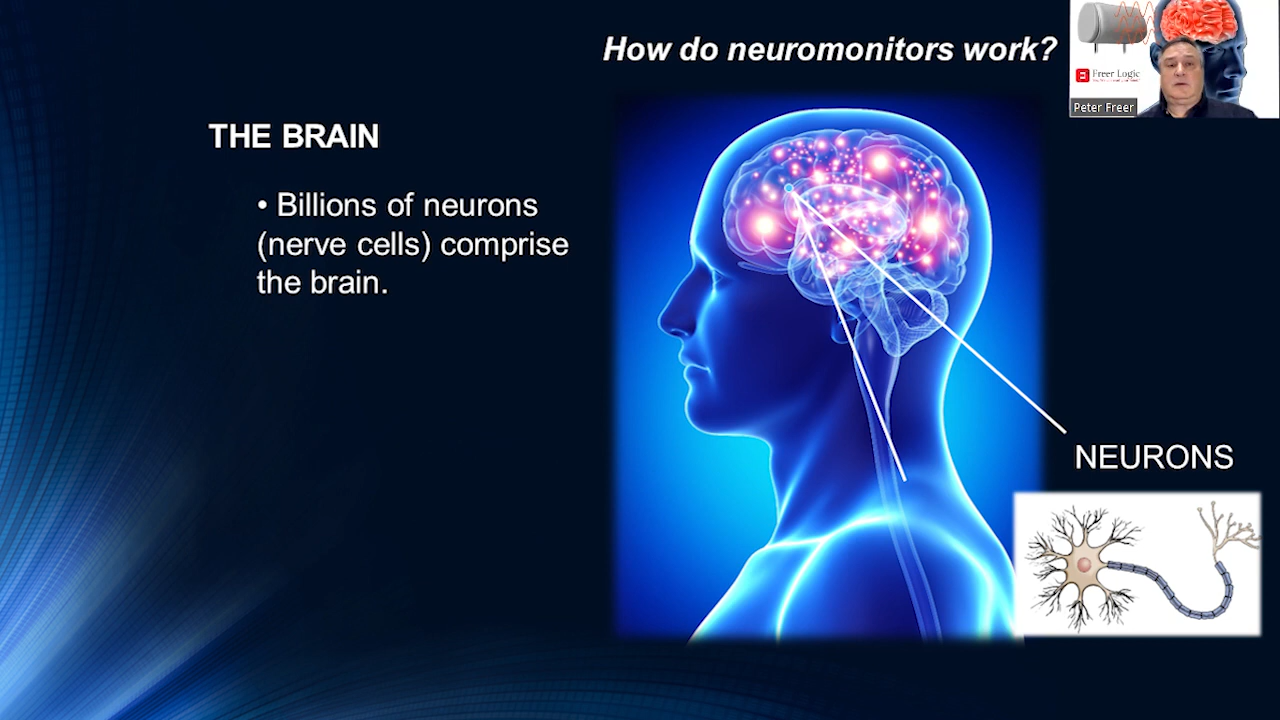 How do neuromonitors work?
Freer Logic
Peter Freer
THE BRAIN
• Billions of neurons
(nerve cells) comprise
the brain.
NEURONS